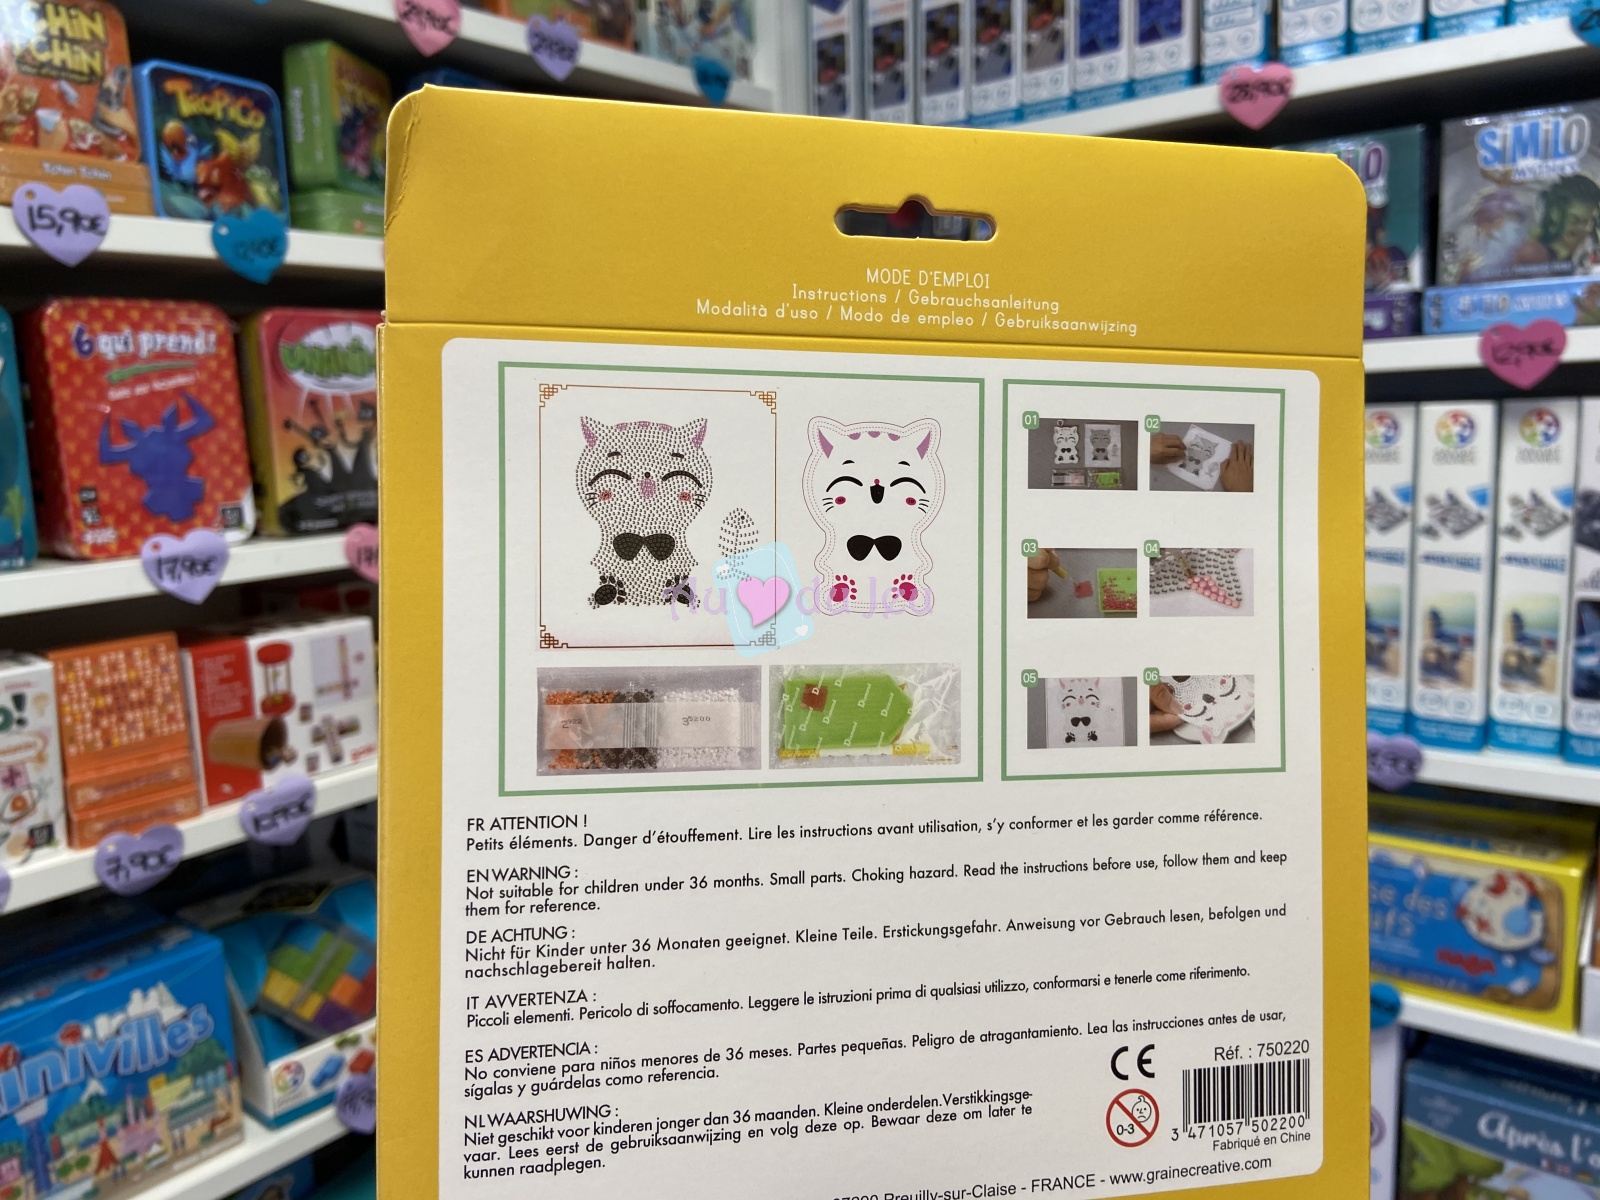 MODE D'EMPLOI
Instructions / Gebrauchsanleitung
Modalità d'uso / Modo de empleo / Gebruiksaanwijzing
01
02
03
04
05
06
35200
Au du Jeu
FR ATTENTION !
Petits éléments. Danger d'étouffement. Lire les instructions avant utilisation, s'y conformer et les garder comme référence.
EN WARNING :
Not suitable for children under 36 months. Small parts. Choking hazard. Read the instructions before use, follow them and keep
them for reference.
DE ACHTUNG :
Nicht für Kinder unter 36 Monaten geeignet. Kleine Teile. Erstickungsgefahr. Anweisung vor Gebrauch lesen, befolgen und
nachschlagebereit halten.
IT AVVERTENZA :
Piccoli elementi. Pericolo di soffocamento. Leggere le istruzioni prima di qualsiasi utilizzo, conformarsi e tenerle come riferimento.
ES ADVERTENCIA :
No conviene para niños menores de 36 meses. Partes pequeñas. Peligro de atragantamiento. Lea las instrucciones antes de usar,
sígalas y guárdelas como referencia.
NL WAARSHUWING :
Niet geschikt voor kinderen jonger dan 36 maanden. Kleine onderdelen. Verstikkingsge-
vaar. Lees eerst de gebruiksaanwijzing en volg deze op. Bewaar deze om later te
kunnen raadplegen.
CE
0-3
Réf. : 750220
3 471057 502200
Fabriqué en Chine
Preuilly-sur-Claise - FRANCE - www.grainecreative.com
TROPICO
15,90€
6 qui prend!
17,90€
7,90€
SIMILO
12,90€
28,90€
HABA